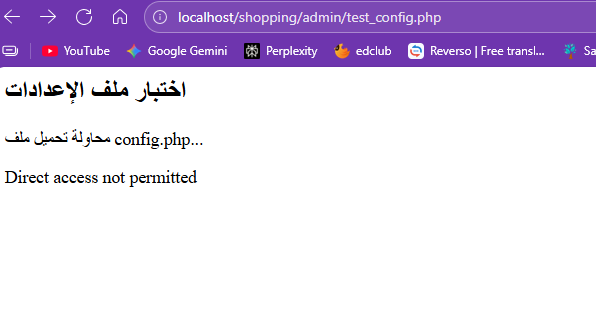 localhost/shopping/admin/test_config.php
YouTube Google Gemini Perplexity edclub Reverso | Free transl... Sa
اختبار ملف الإعدادات
محاولة تحميل ملف config.php...
Direct access not permitted